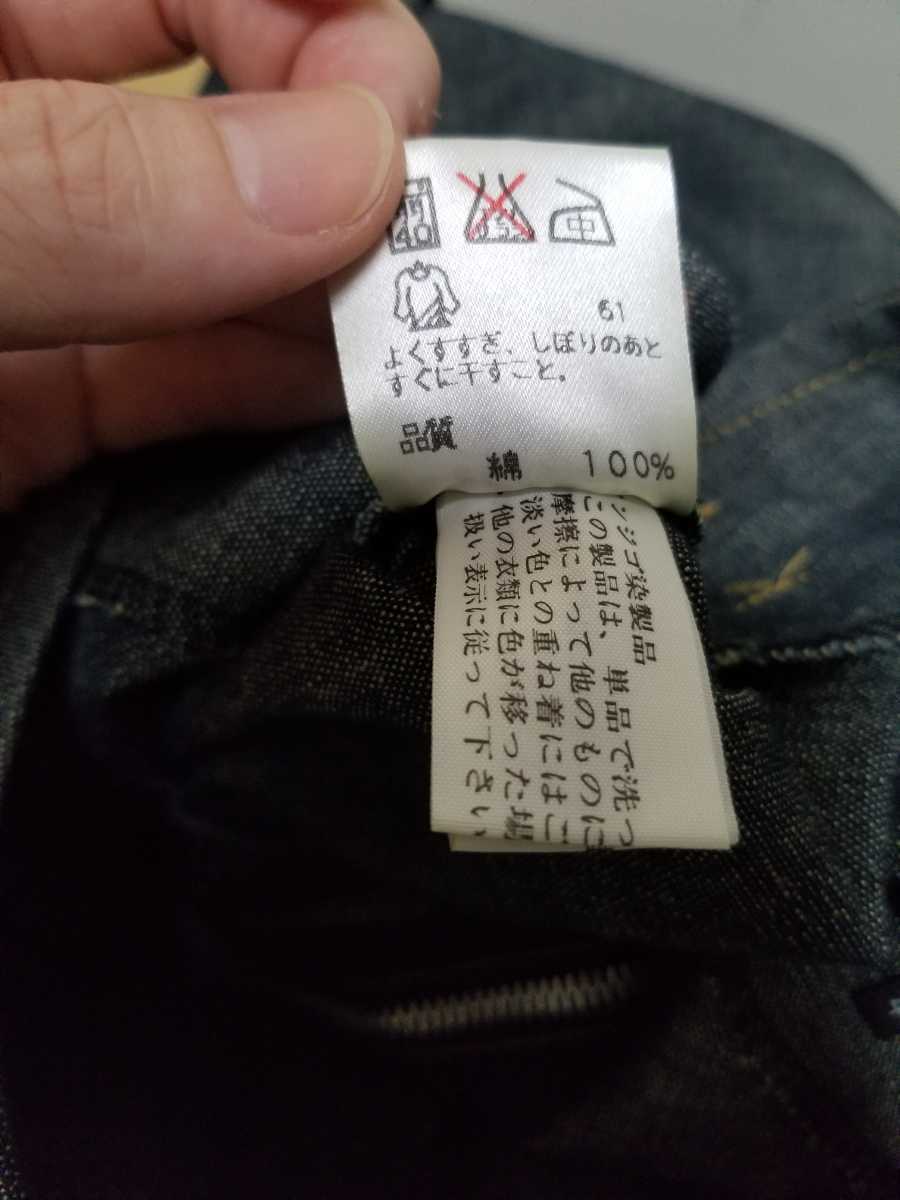 40
中
61
よくすすぎ、しぼりのあと
すぐに干すこと。
品質
綿 100%
ンジゴ染製品
この製品は、単品で洗っ
摩擦によって他のものに
淡い色との重ね着にはご
他の衣類に色が移った場
扱い表示に従って下さい